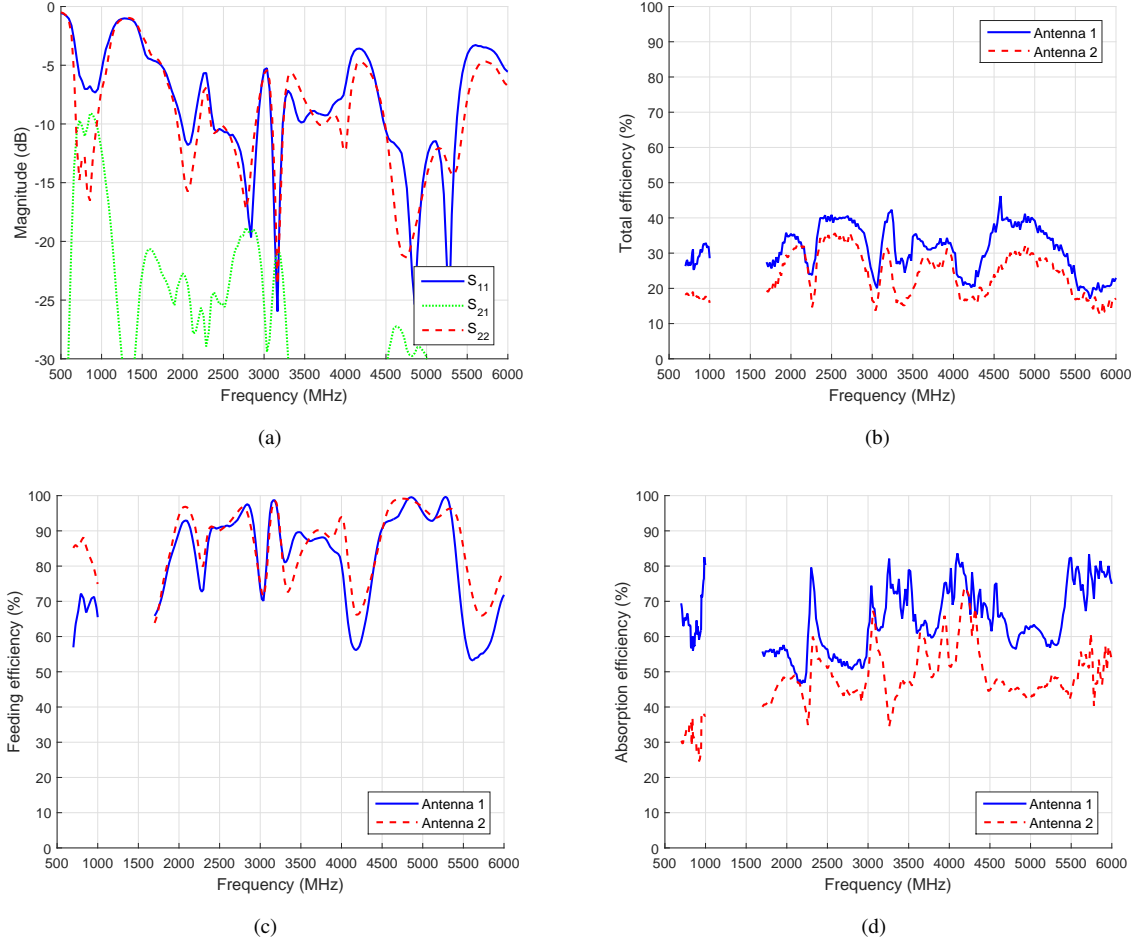 0
-5
-10
-15
-20
-25
-30
Magnitude (dB)
S11
S21
S22
500 1000 1500 2000 2500 3000 3500 4000 4500 5000 5500 6000
Frequency (MHz)
(a)
100
90
80
70
60
50
40
30
20
10
0
Total efficiency (%)
Antenna 1
Antenna 2
500 1000 1500 2000 2500 3000 3500 4000 4500 5000 5500 6000
Frequency (MHz)
(b)
100
90
80
70
60
50
40
30
20
10
0
Feeding efficiency (%)
Antenna 1
Antenna 2
500 1000 1500 2000 2500 3000 3500 4000 4500 5000 5500 6000
Frequency (MHz)
(c)
100
90
80
70
60
50
40
30
20
10
0
Absorption efficiency (%)
Antenna 1
Antenna 2
500 1000 1500 2000 2500 3000 3500 4000 4500 5000 5500 6000
Frequency (MHz)
(d)